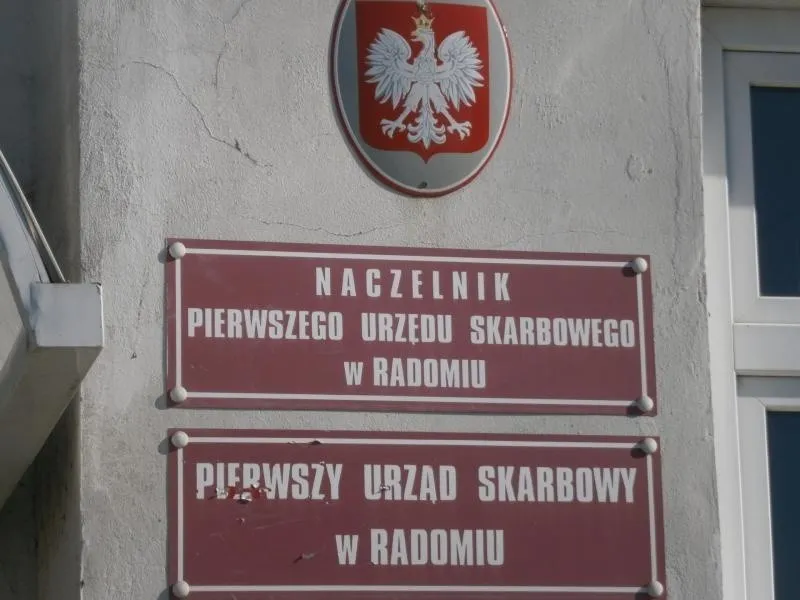 NACZELNIK
PIERWSZEGO URZĘDU SKARBOWEGO
w RADOMIU
PIERWSZY URZĄD SKARBOWY
w RADOMIU